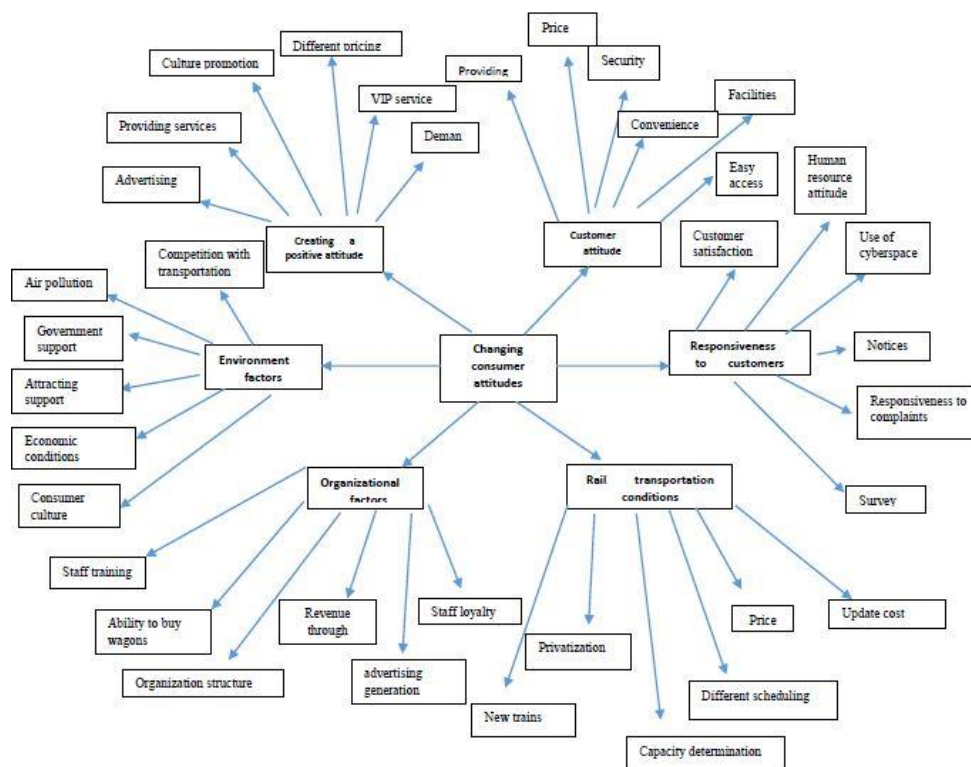 Price
Different pricing
Culture promotion
Security
Providing
Facilities
VIP service
Convenience
Providing services
Deman
Human
resource
attitude
Easy
access
Advertising
Creating a
positive attitude
Customer
attitude
Customer
satisfaction
Use of
cyberspace
Competition with
transportation
Air pollution
Government
support
Environment
factors
Changing
consumer
attitudes
Responsiveness
to customers
Notices
Attracting
support
Responsiveness to
complaints
Economic
conditions
Organizational
factors
Rail transportation
conditions
Consumer
culture
Survey
Staff training
Ability to buy
wagons
Revenue
through
Staff loyalty
Price
Update cost
Privatization
Organization structure
advertising
generation
Different scheduling
New trains
Capacity determination